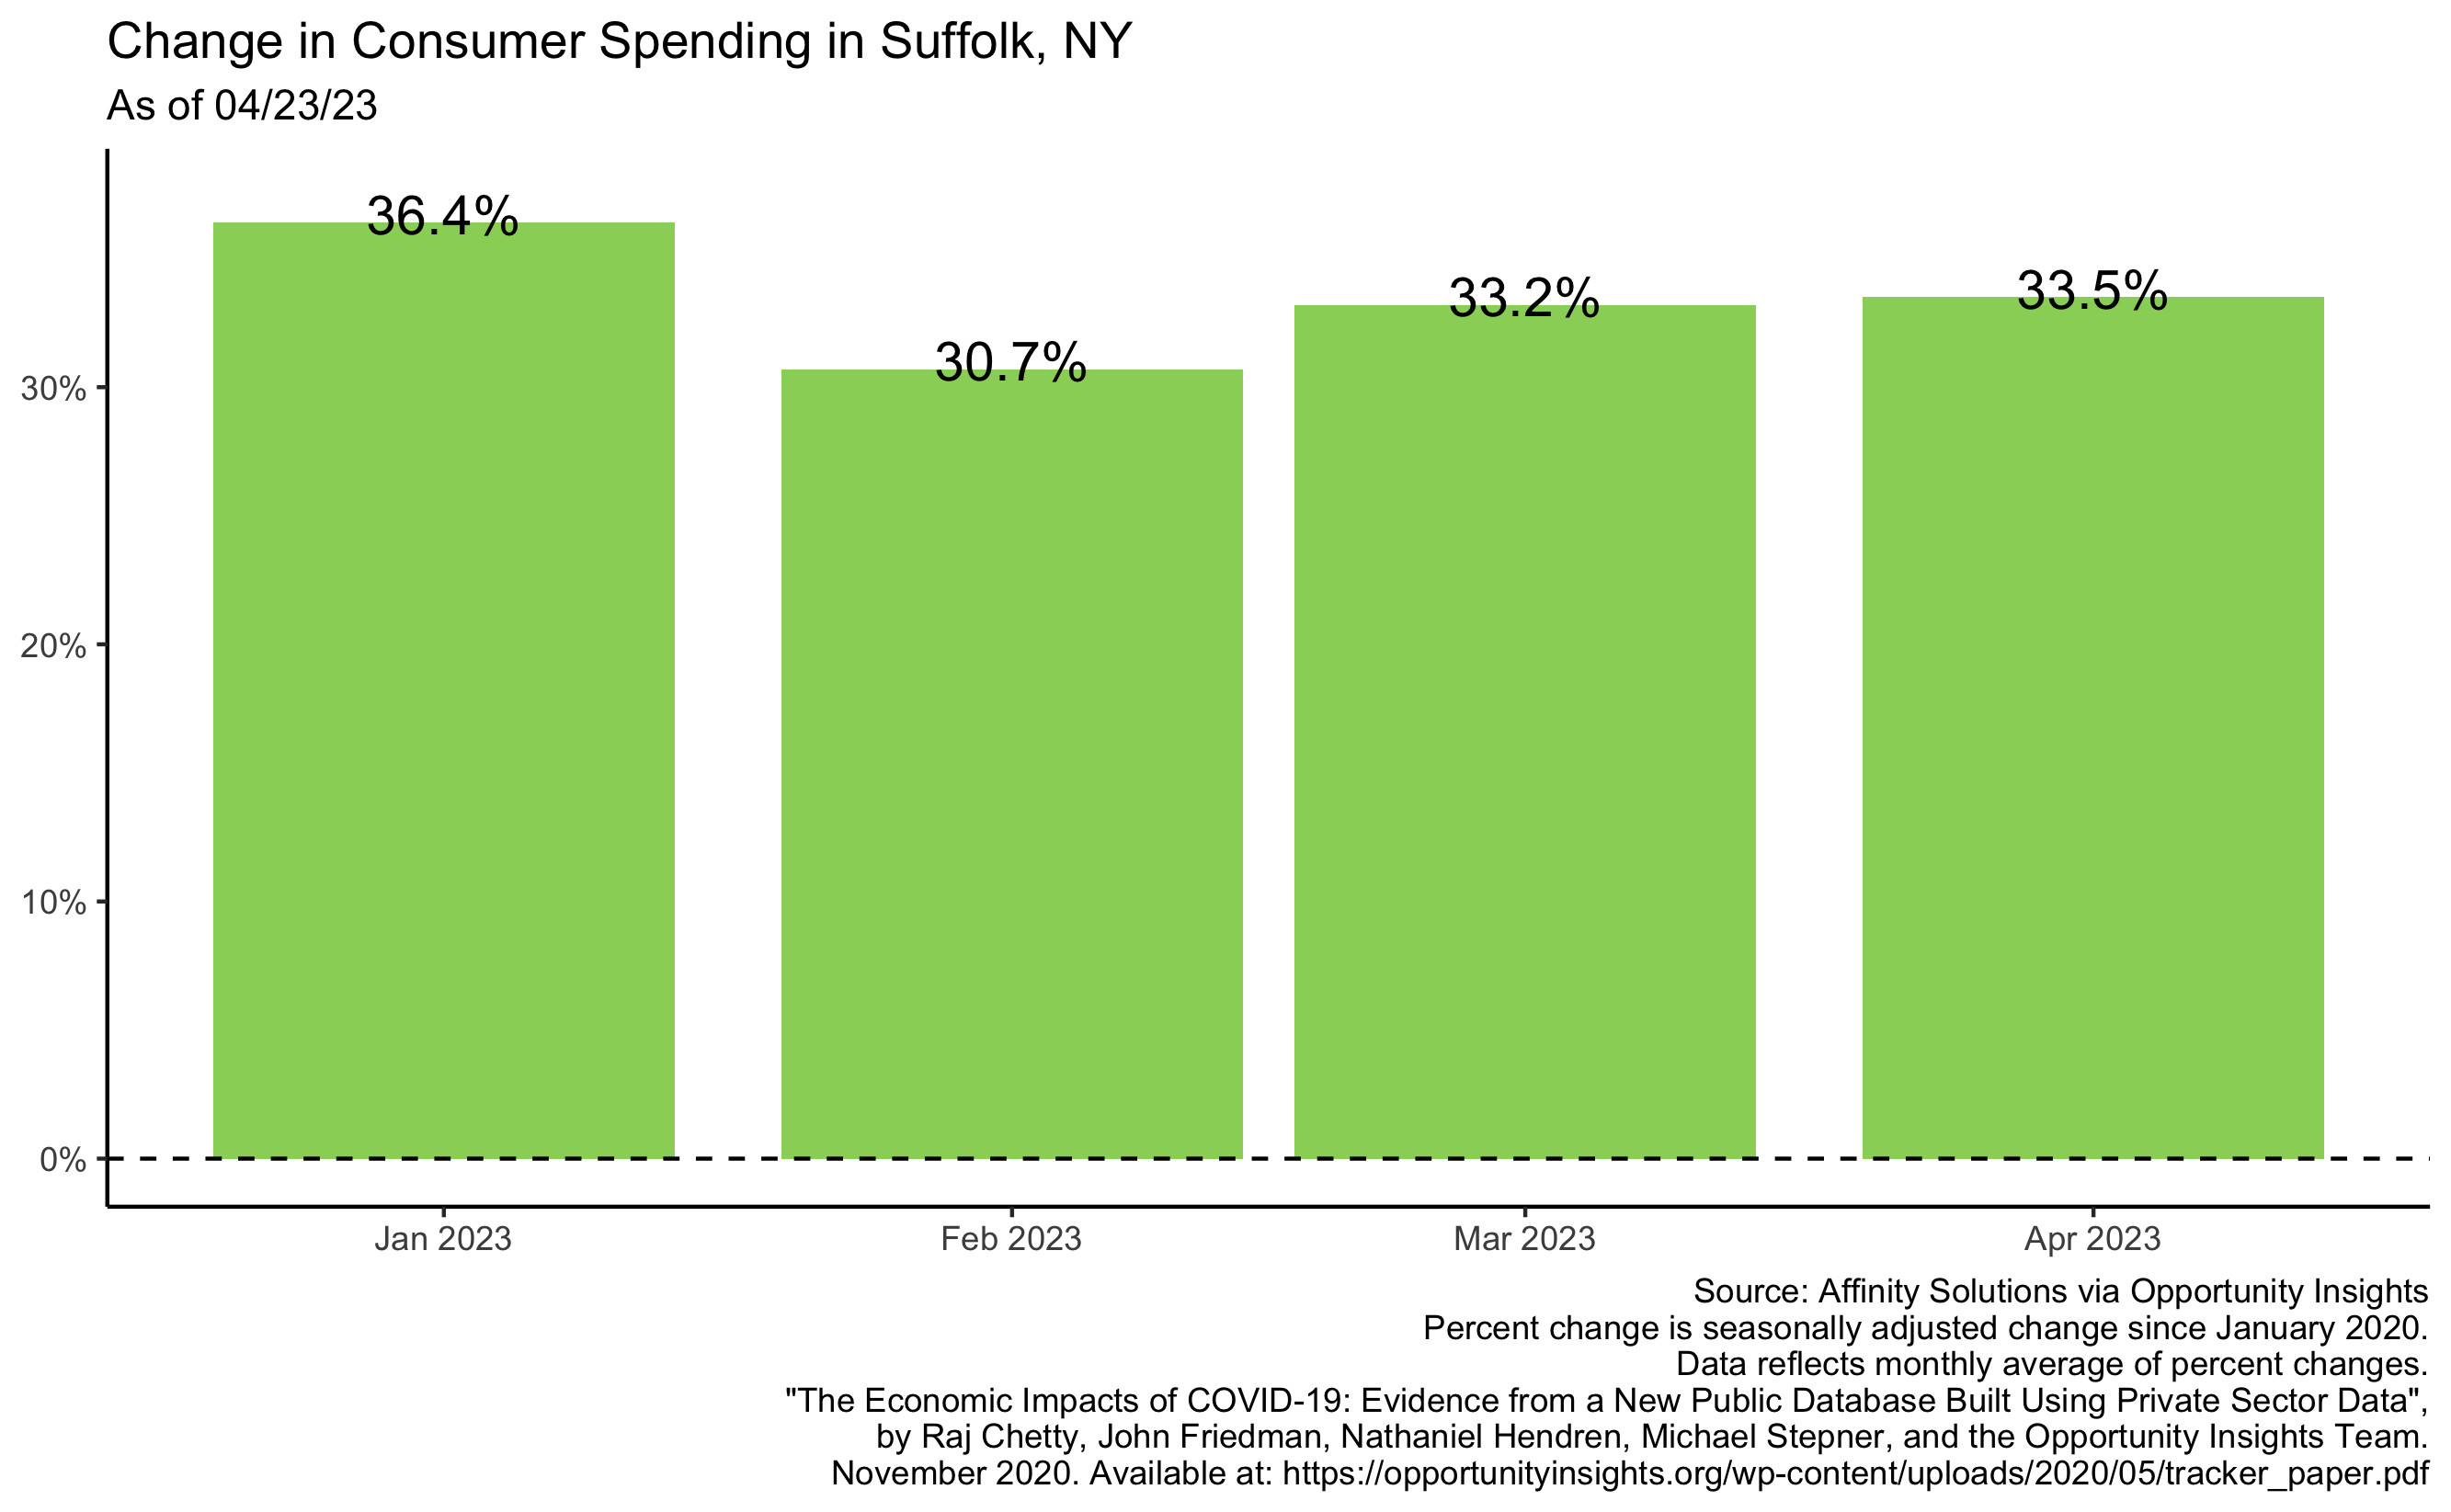 Change in Consumer Spending in Suffolk, NY
As of 04/23/23
36.4%
30.7%
33.2%
33.5%
30%
20%
10%
0%
Jan 2023
Feb 2023
Mar 2023
Apr 2023
Source: Affinity Solutions via Opportunity Insights
Percent change is seasonally adjusted change since January 2020.
Data reflects monthly average of percent changes.
"The Economic Impacts of COVID-19: Evidence from a New Public Database Built Using Private Sector Data",
by Raj Chetty, John Friedman, Nathaniel Hendren, Michael Stepner, and the Opportunity Insights Team.
November 2020. Available at: https://opportunityinsights.org/wp-content/uploads/2020/05/tracker_paper.pdf